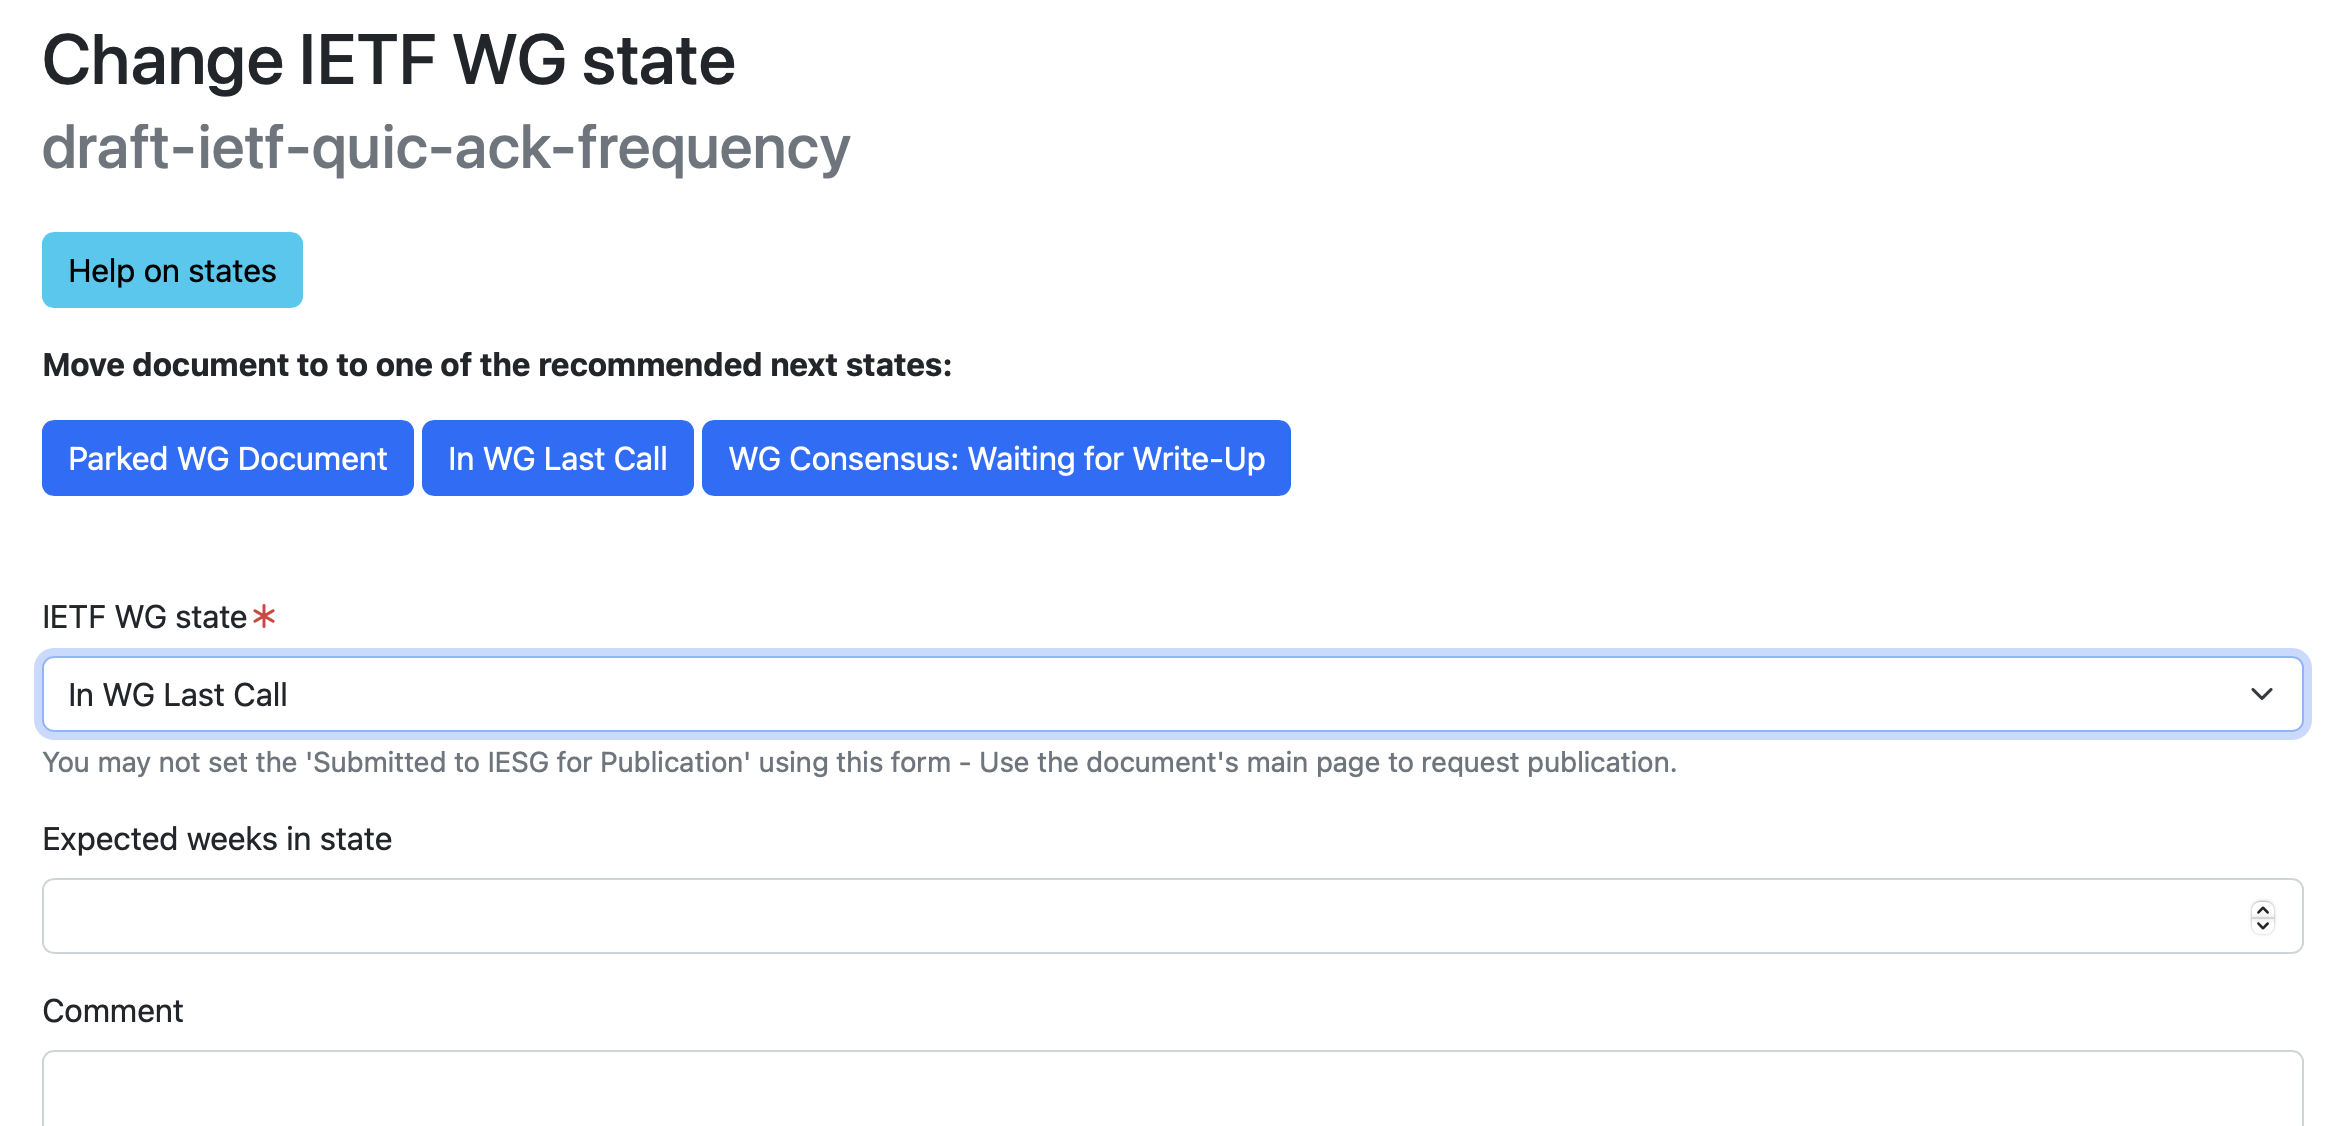 Change IETF WG state
draft-ietf-quic-ack-frequency
Help on states
Move document to to one of the recommended next states:
Parked WG Document In WG Last Call WG Consensus: Waiting for Write-Up
IETF WG state*
In WG Last Call
You may not set the 'Submitted to IESG for Publication' using this form - Use the document's main page to request publication.
Expected weeks in state
Comment